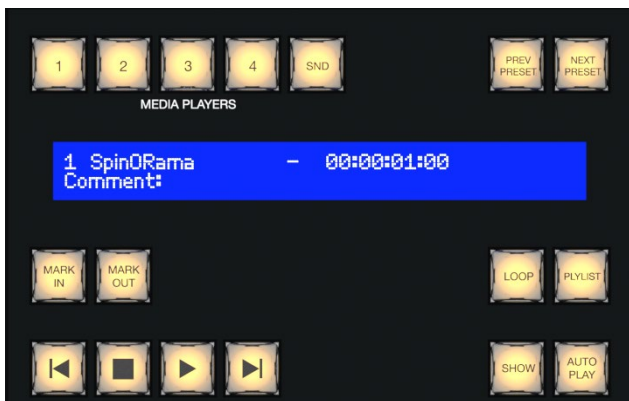 1 2 3 4 SND PREV PRESET NEXT PRESET
MEDIA PLAYERS
1 SpinORama - 00:00:01:00
Comment:
MARK IN MARK OUT LOOP PLYLIST
SHOW AUTO PLAY